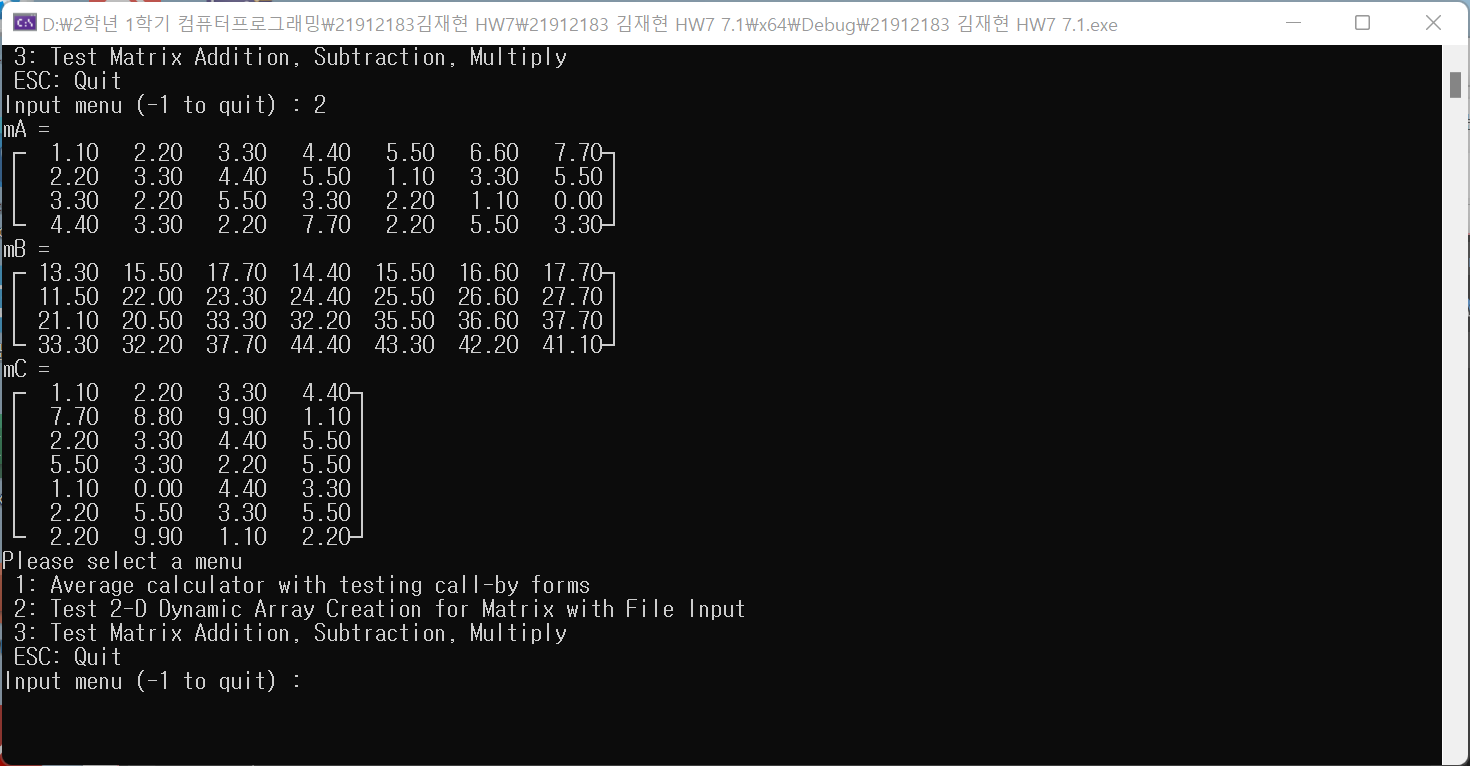 D:₩2학년 1학기 컴퓨터프로그래밍₩21912183김재현 HW7₩21912183 김재현 HW7 7.1₩x64₩Debug₩21912183 김재현 HW7 7.1.exe
3: Test Matrix Addition, Subtraction, Multiply
ESC: Quit
Input menu (-1 to quit) : 2
mA =
┌ 1.10 2.20 3.30 4.40 5.50 6.60 7.70┐
│ 2.20 3.30 4.40 5.50 1.10 3.30 5.50│
│ 3.30 2.20 5.50 3.30 2.20 1.10 0.00│
└ 4.40 3.30 2.20 7.70 2.20 5.50 3.30┘
mB =
┌ 13.30 15.50 17.70 14.40 15.50 16.60 17.70┐
│ 11.50 22.00 23.30 24.40 25.50 26.60 27.70│
│ 21.10 20.50 33.30 32.20 35.50 36.60 37.70│
└ 33.30 32.20 37.70 44.40 43.30 42.20 41.10┘
mC =
┌ 1.10 2.20 3.30 4.40┐
│ 7.70 8.80 9.90 1.10│
│ 2.20 3.30 4.40 5.50│
│ 5.50 3.30 2.20 5.50│
│ 1.10 0.00 4.40 3.30│
│ 2.20 5.50 3.30 5.50│
└ 2.20 9.90 1.10 2.20┘
Please select a menu
1: Average calculator with testing call-by forms
2: Test 2-D Dynamic Array Creation for Matrix with File Input
3: Test Matrix Addition, Subtraction, Multiply
ESC: Quit
Input menu (-1 to quit) :